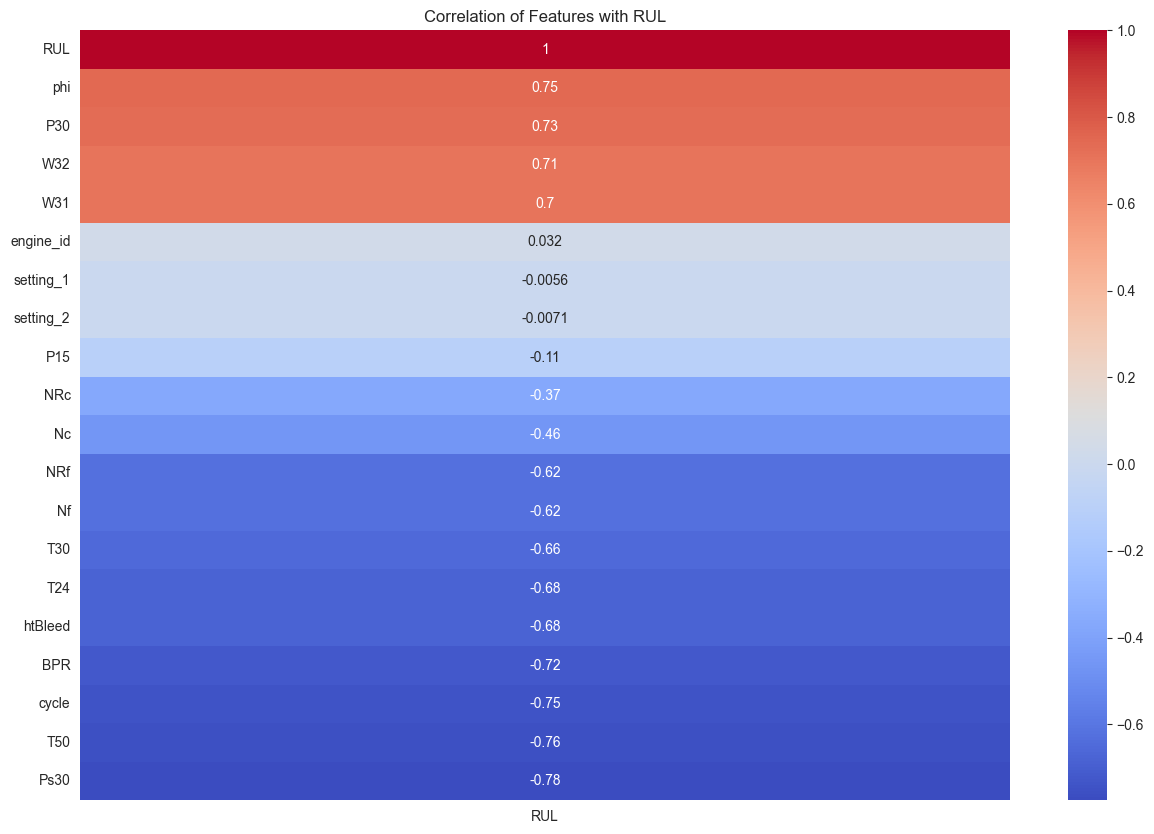 Correlation of Features with RUL
RUL 1
phi 0.75
P30 0.73
W32 0.71
W31 0.7
engine_id 0.032
setting_1 -0.0056
setting_2 -0.0071
P15 -0.11
NRc -0.37
Nc -0.46
NRf -0.62
Nf -0.62
T30 -0.66
T24 -0.68
htBleed -0.68
BPR -0.72
cycle -0.75
T50 -0.76
Ps30 -0.78
RUL
1.0
0.8
0.6
0.4
0.2
0.0
−0.2
−0.4
−0.6